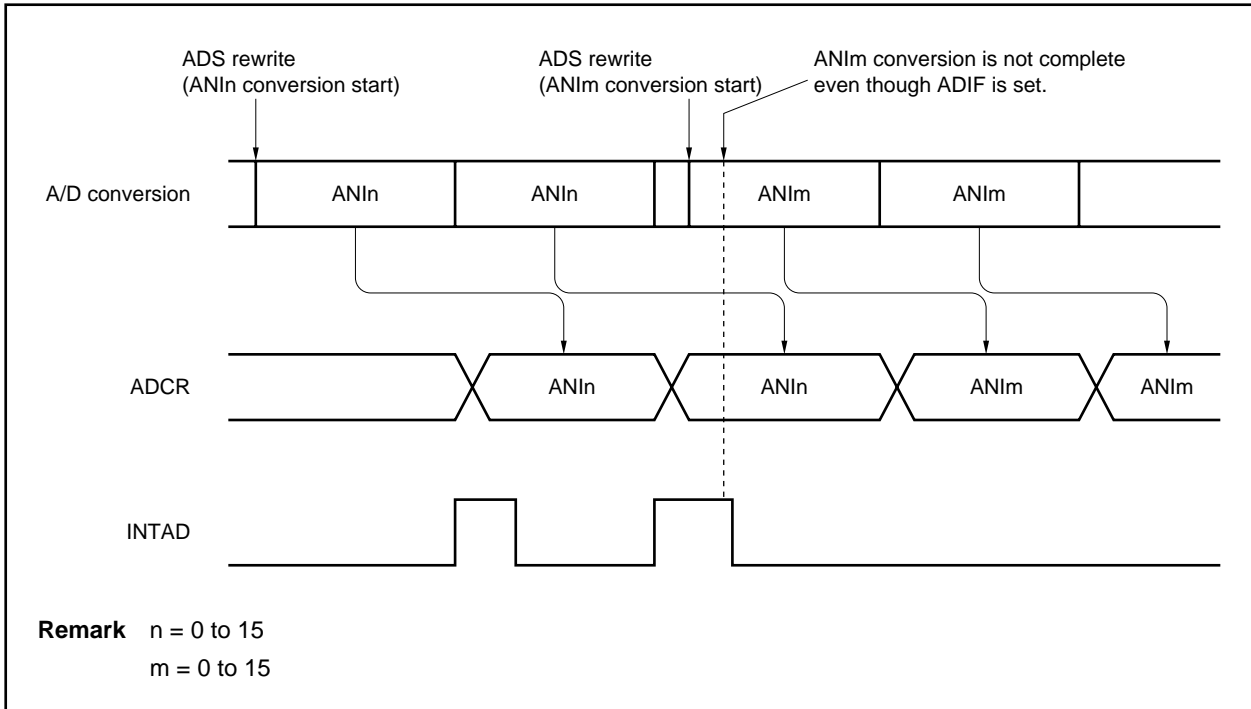 ADS rewrite
(ANIn conversion start)
ADS rewrite
(ANIm conversion start)
ANIm conversion is not complete
even though ADIF is set.
A/D conversion
ANIn
ANIn
ANIm
ANIm
ADCR
ANIn
ANIn
ANIm
ANIm
INTAD
Remark n = 0 to 15
m = 0 to 15